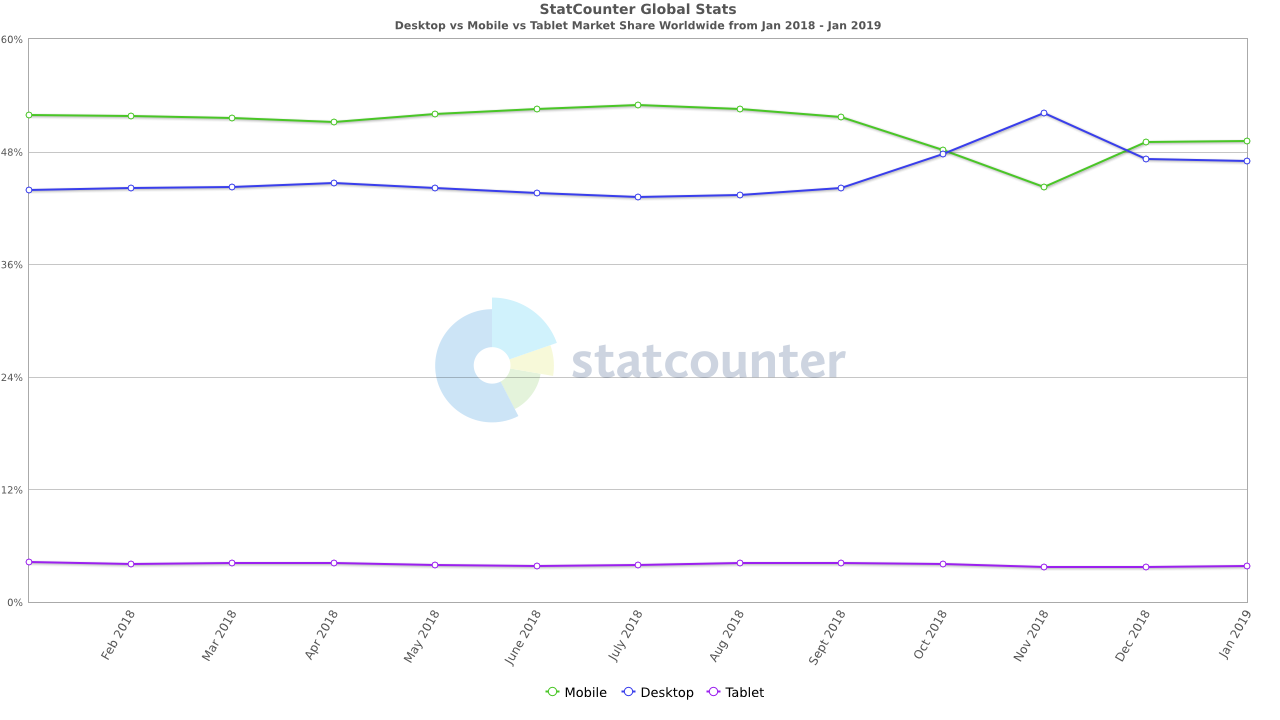 StatCounter Global Stats
Desktop vs Mobile vs Tablet Market Share Worldwide from Jan 2018 - Jan 2019
60%
48%
36%
statcounter
24%
12%
0%
Feb 2018 Mar 2018 Apr 2018 May 2018 June 2018 July 2018 Aug 2018 Sept 2018 Oct 2018 Nov 2018 Dec 2018 Jan 2019
Mobile Desktop Tablet